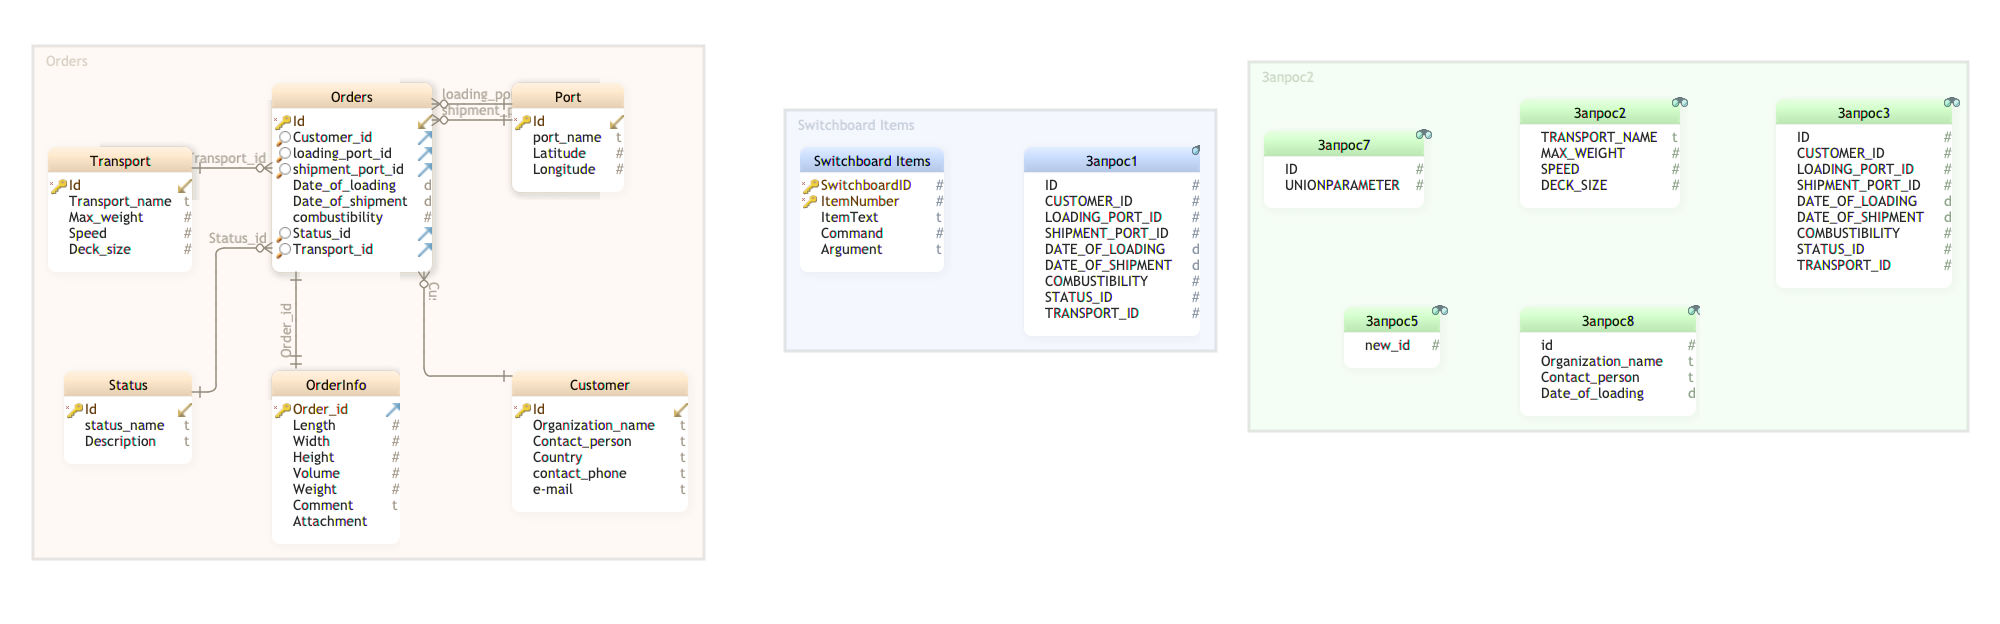 Orders
Orders
Id
Customer_id
loading_port_id
shipment_port_id
Date_of_loading d
Date_of_shipment d
combustibility #
Status_id
Transport_id
Port
Id
port_name t
Latitude #
Longitude #
Transport
Id
Transport_name t
Max_weight #
Speed #
Deck_size #
Status_id
Order_id
Status
Id
status_name t
Description t
OrderInfo
Order_id
Length #
Width #
Height #
Volume #
Weight #
Comment t
Attachment
Customer
Id
Organization_name t
Contact_person t
Country t
contact_phone t
e-mail t
Switchboard Items
Switchboard Items
SwitchboardID #
ItemNumber #
ItemText t
Command #
Argument t
Запрос1
ID #
CUSTOMER_ID #
LOADING_PORT_ID #
SHIPMENT_PORT_ID #
DATE_OF_LOADING d
DATE_OF_SHIPMENT d
COMBUSTIBILITY #
STATUS_ID #
TRANSPORT_ID #
Запрос2
Запрос7
ID #
UNIONPARAMETER #
Запрос2
TRANSPORT_NAME t
MAX_WEIGHT #
SPEED #
DECK_SIZE #
Запрос3
ID #
CUSTOMER_ID #
LOADING_PORT_ID #
SHIPMENT_PORT_ID #
DATE_OF_LOADING d
DATE_OF_SHIPMENT d
COMBUSTIBILITY #
STATUS_ID #
TRANSPORT_ID #
Запрос5
new_id #
Запрос8
id #
Organization_name t
Contact_person t
Date_of_loading d